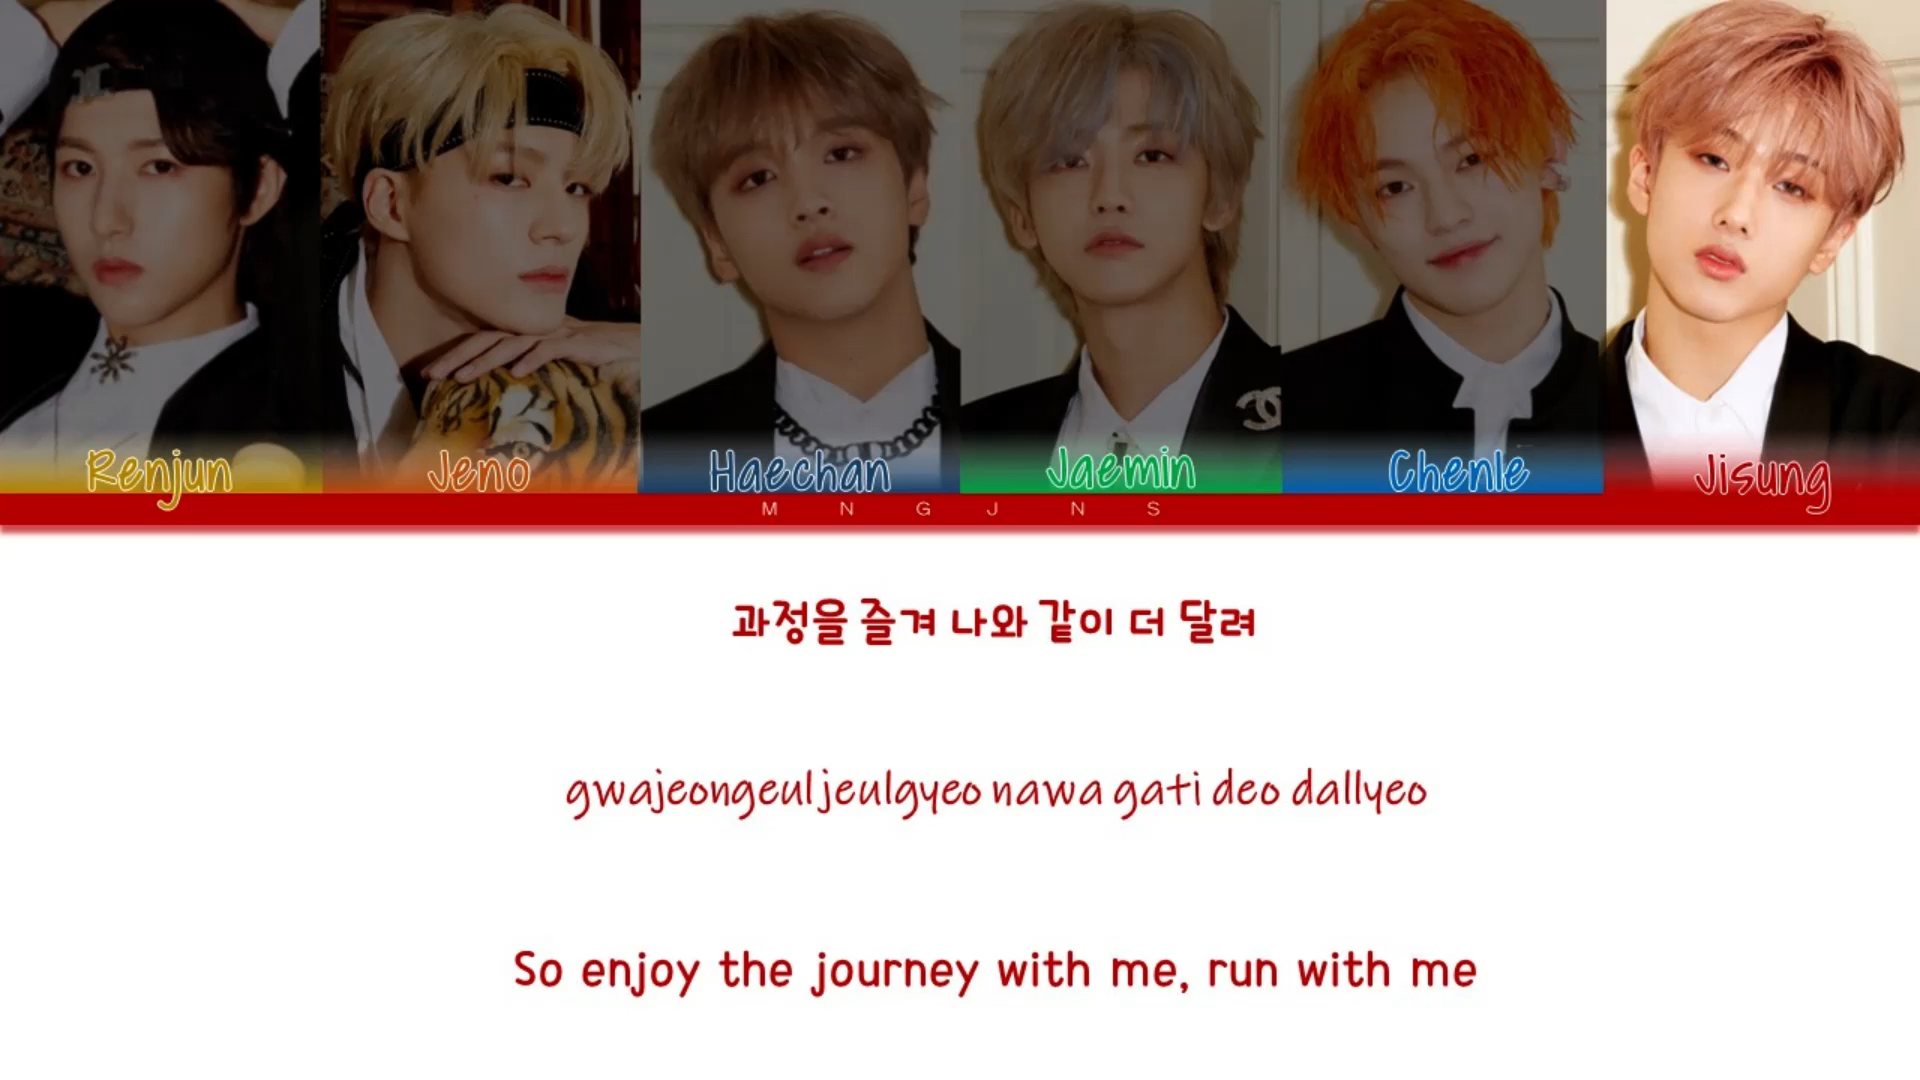 Renjun Jeno Haechan Jaemin Chenle Jisung
M N G J N S
과정을 즐겨 나와 같이 더 달려
gwajeongeul jeulgyeo nawa gati deo dallyeo
So enjoy the journey with me, run with me